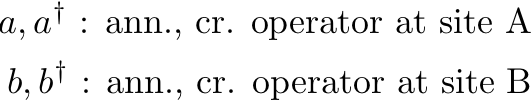 a, a† : ann., cr. operator at site A
b, b† : ann., cr. operator at site B